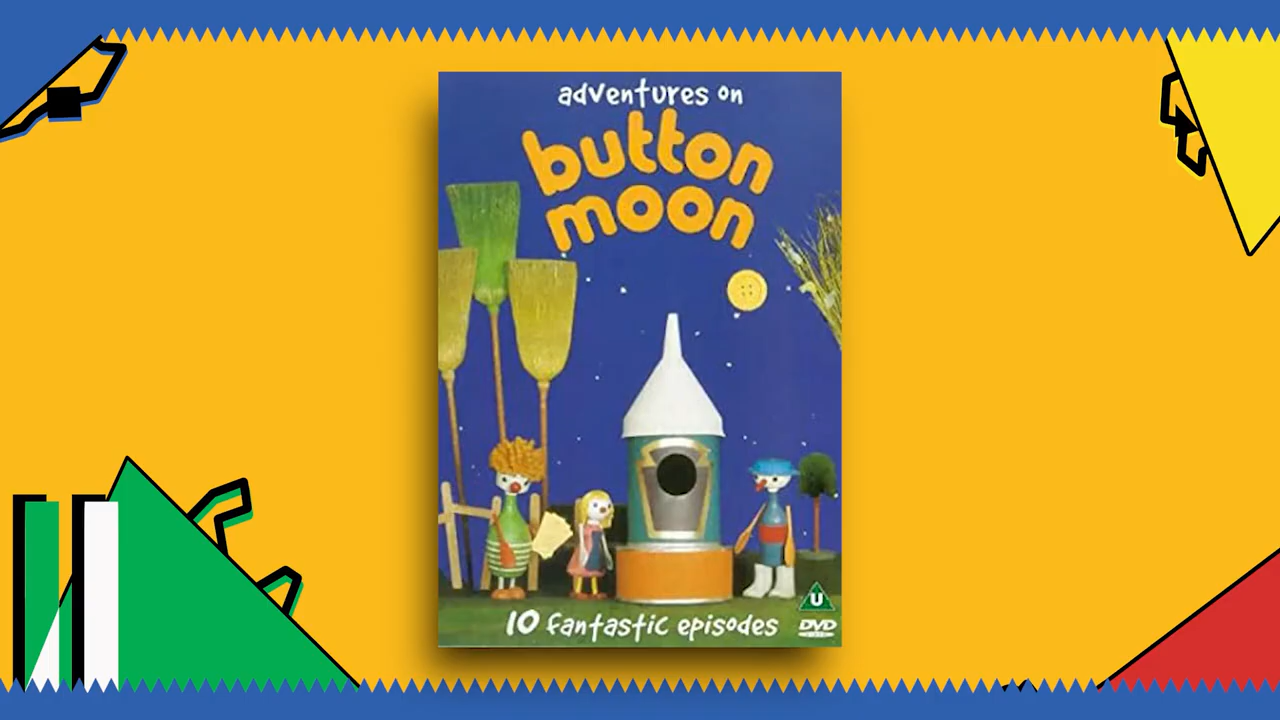 adventures on
button
moon
10 fantastic episodes
U
DVD